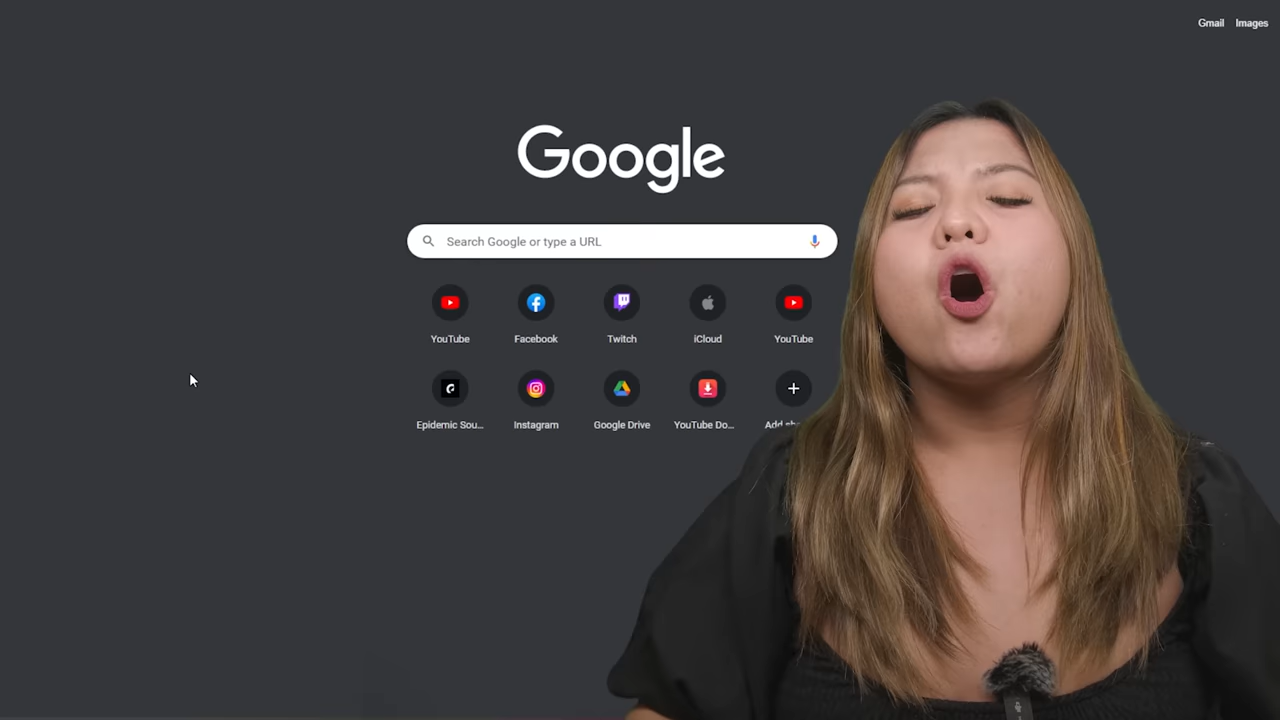 Gmail Images
Google
Search Google or type a URL
YouTube Facebook Twitch iCloud YouTube
Epidemic Sou... Instagram Google Drive YouTube Do... Add